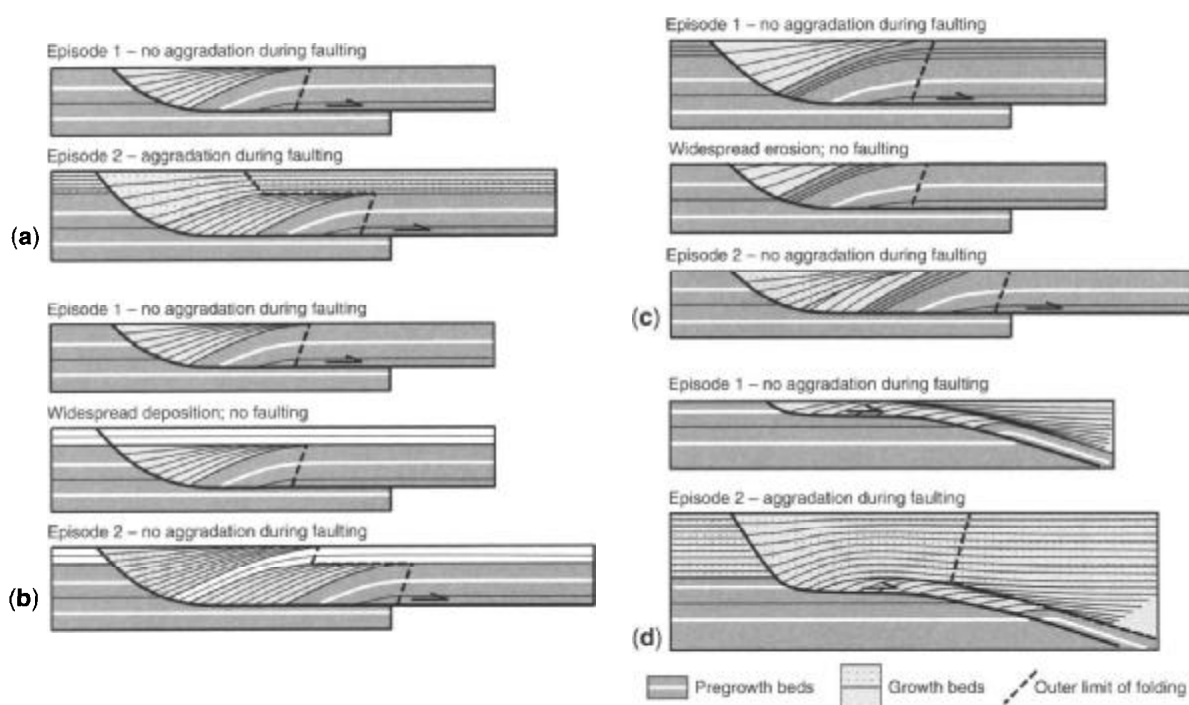 Episode 1 – no aggradation during faulting
Episode 2 – aggradation during faulting
(a)
Episode 1 – no aggradation during faulting
Widespread deposition; no faulting
Episode 2 – no aggradation during faulting
(b)
Episode 1 – no aggradation during faulting
Widespread erosion; no faulting
Episode 2 – no aggradation during faulting
(c)
Episode 1 – no aggradation during faulting
Episode 2 – aggradation during faulting
(d)
Pregrowth beds Growth beds Outer limit of folding